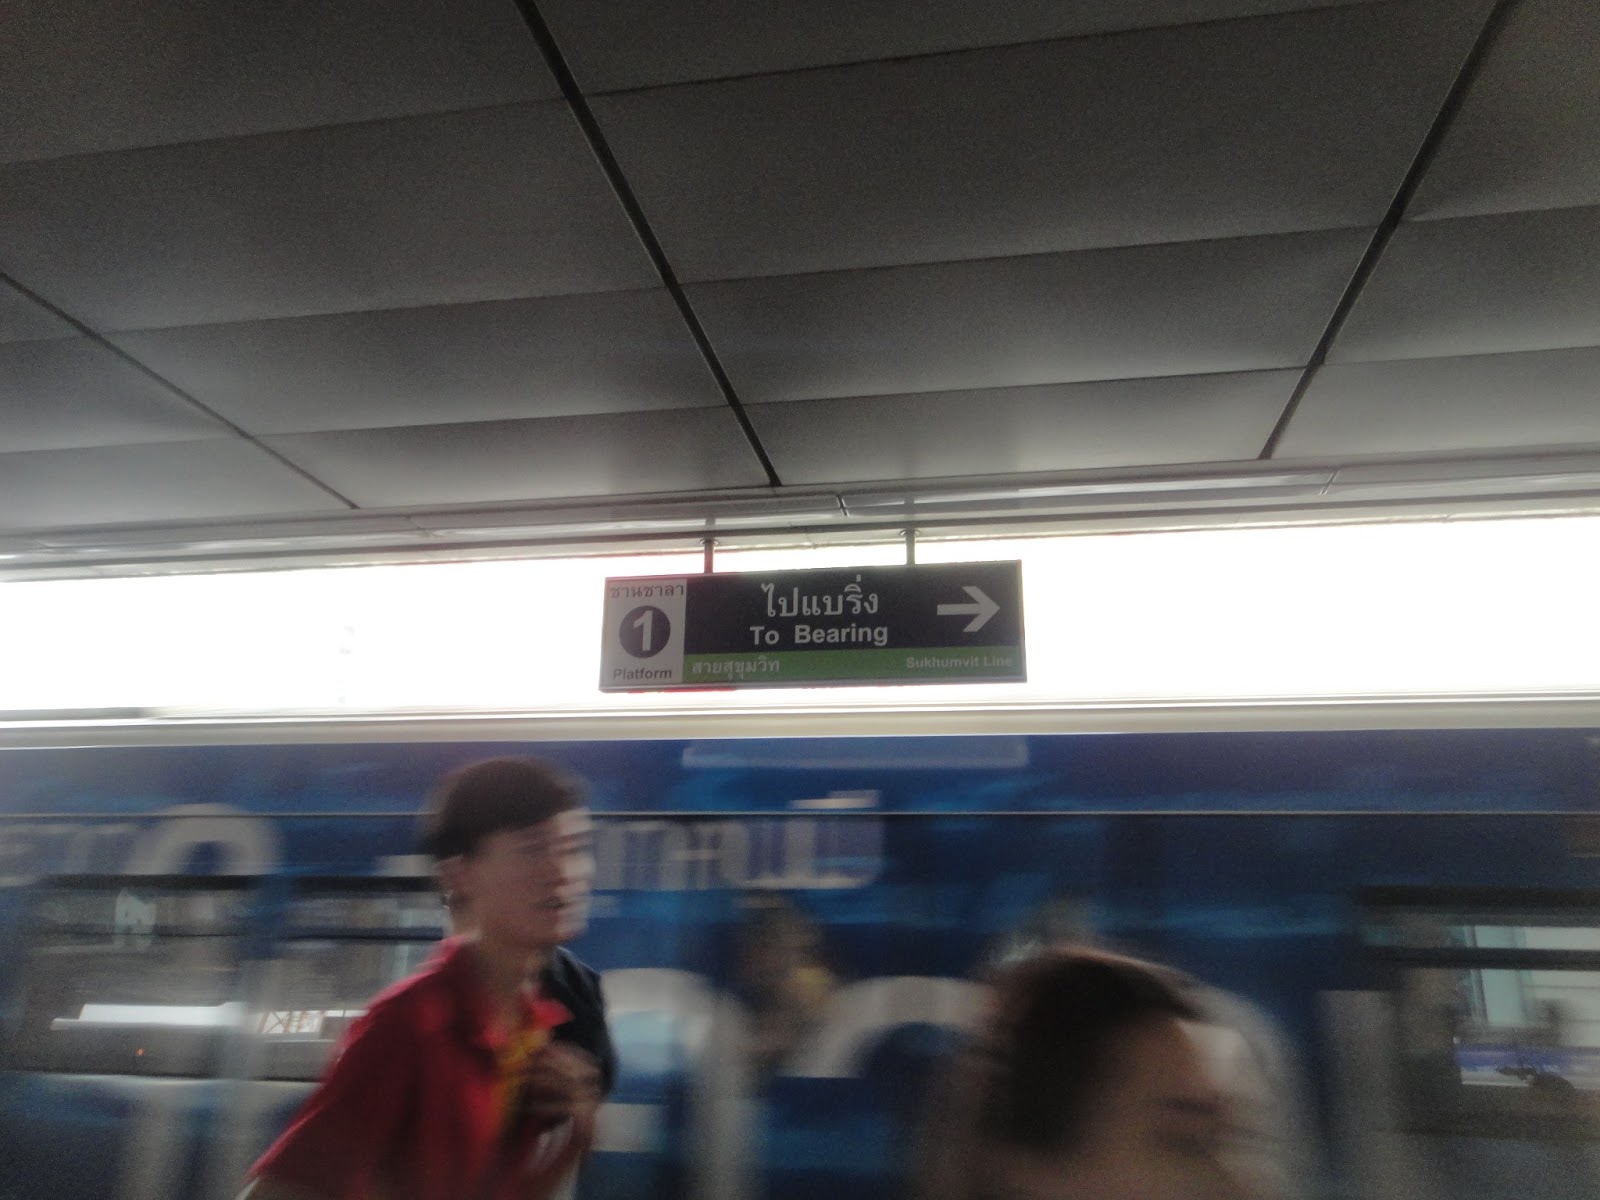 ชานชาลา
1
Platform
ไปแบริ่ง
To Bearing
สายสุขุมวิท
Sukhumvit Line